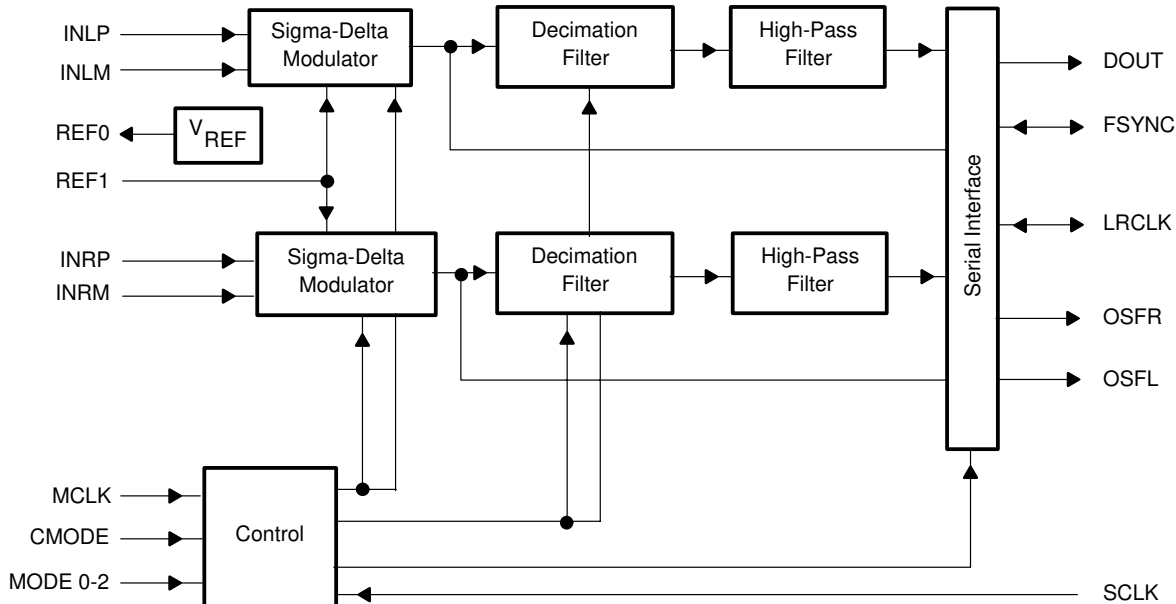 INLP
INLM
REF0
REF1
INRP
INRM
MCLK
CMODE
MODE 0-2
Sigma-Delta
Modulator
VREF
Sigma-Delta
Modulator
Control
Decimation
Filter
Decimation
Filter
High-Pass
Filter
High-Pass
Filter
Serial Interface
DOUT
FSYNC
LRCLK
OSFR
OSFL
SCLK